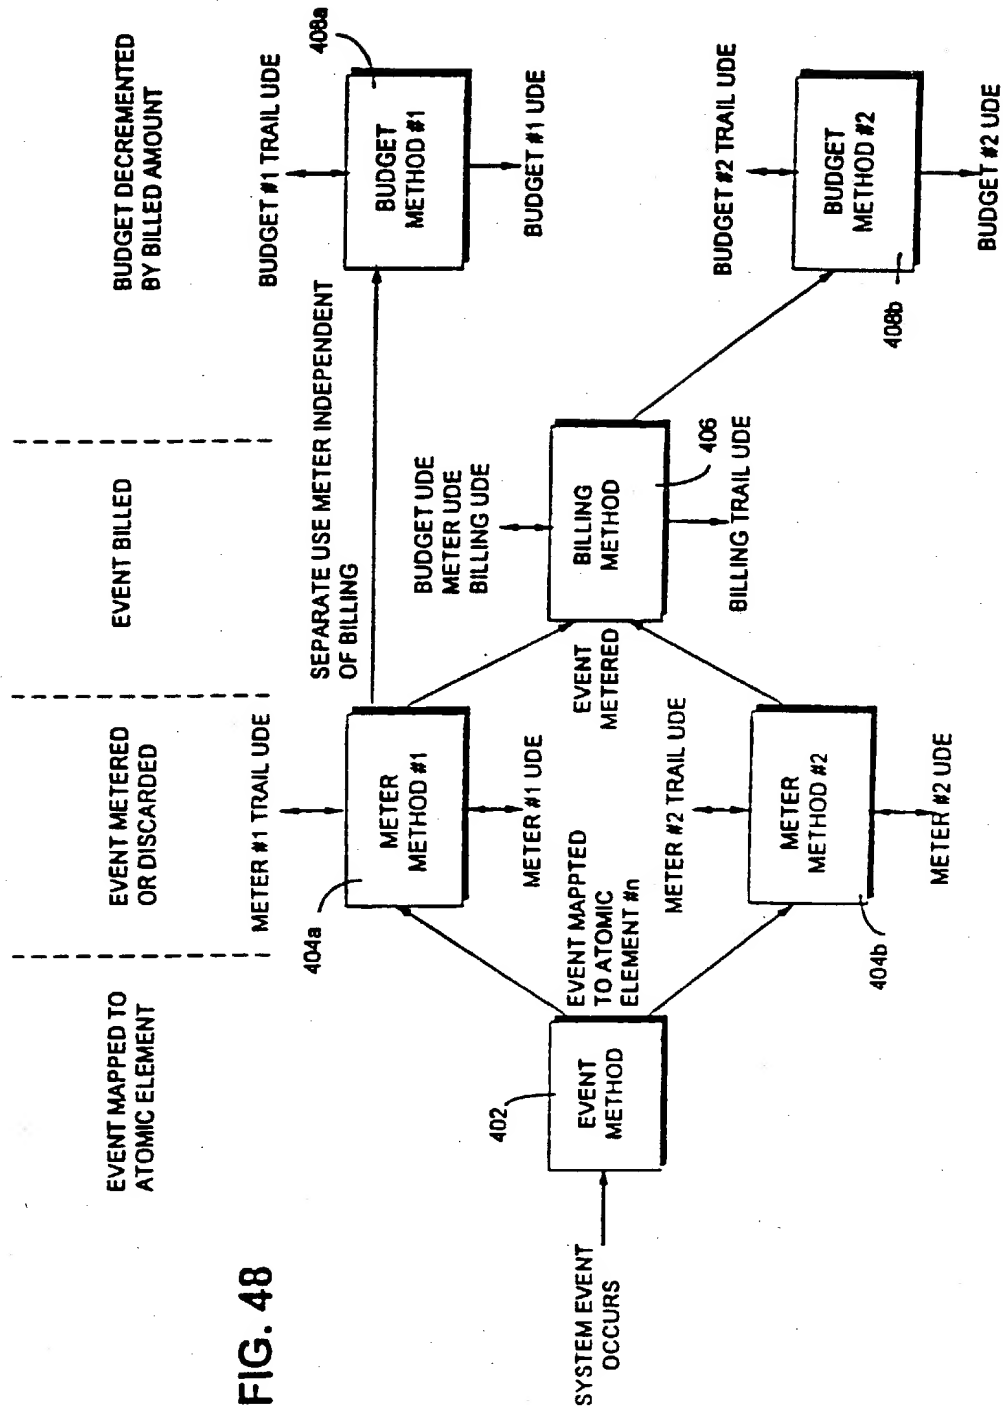 FIG. 48
EVENT MAPPED TO
ATOMIC ELEMENT
EVENT METERED
OR DISCARDED
EVENT BILLED
BUDGET DECREMENTED
BY BILLED AMOUNT
SYSTEM EVENT
OCCURS
402
EVENT
METHOD
EVENT MAPPTED
TO ATOMIC
ELEMENT #n
METER #1 TRAIL UDE
404a
METER
METHOD #1
METER #1 UDE
METER #2 TRAIL UDE
METER
METHOD #2
404b
METER #2 UDE
SEPARATE USE METER INDEPENDENT
OF BILLING
EVENT
METERED
BUDGET UDE
METER UDE
BILLING UDE
BILLING
METHOD
406
BILLING TRAIL UDE
BUDGET #1 TRAIL UDE
408a
BUDGET
METHOD #1
BUDGET #1 UDE
BUDGET #2 TRAIL UDE
BUDGET
METHOD #2
408b
BUDGET #2 UDE